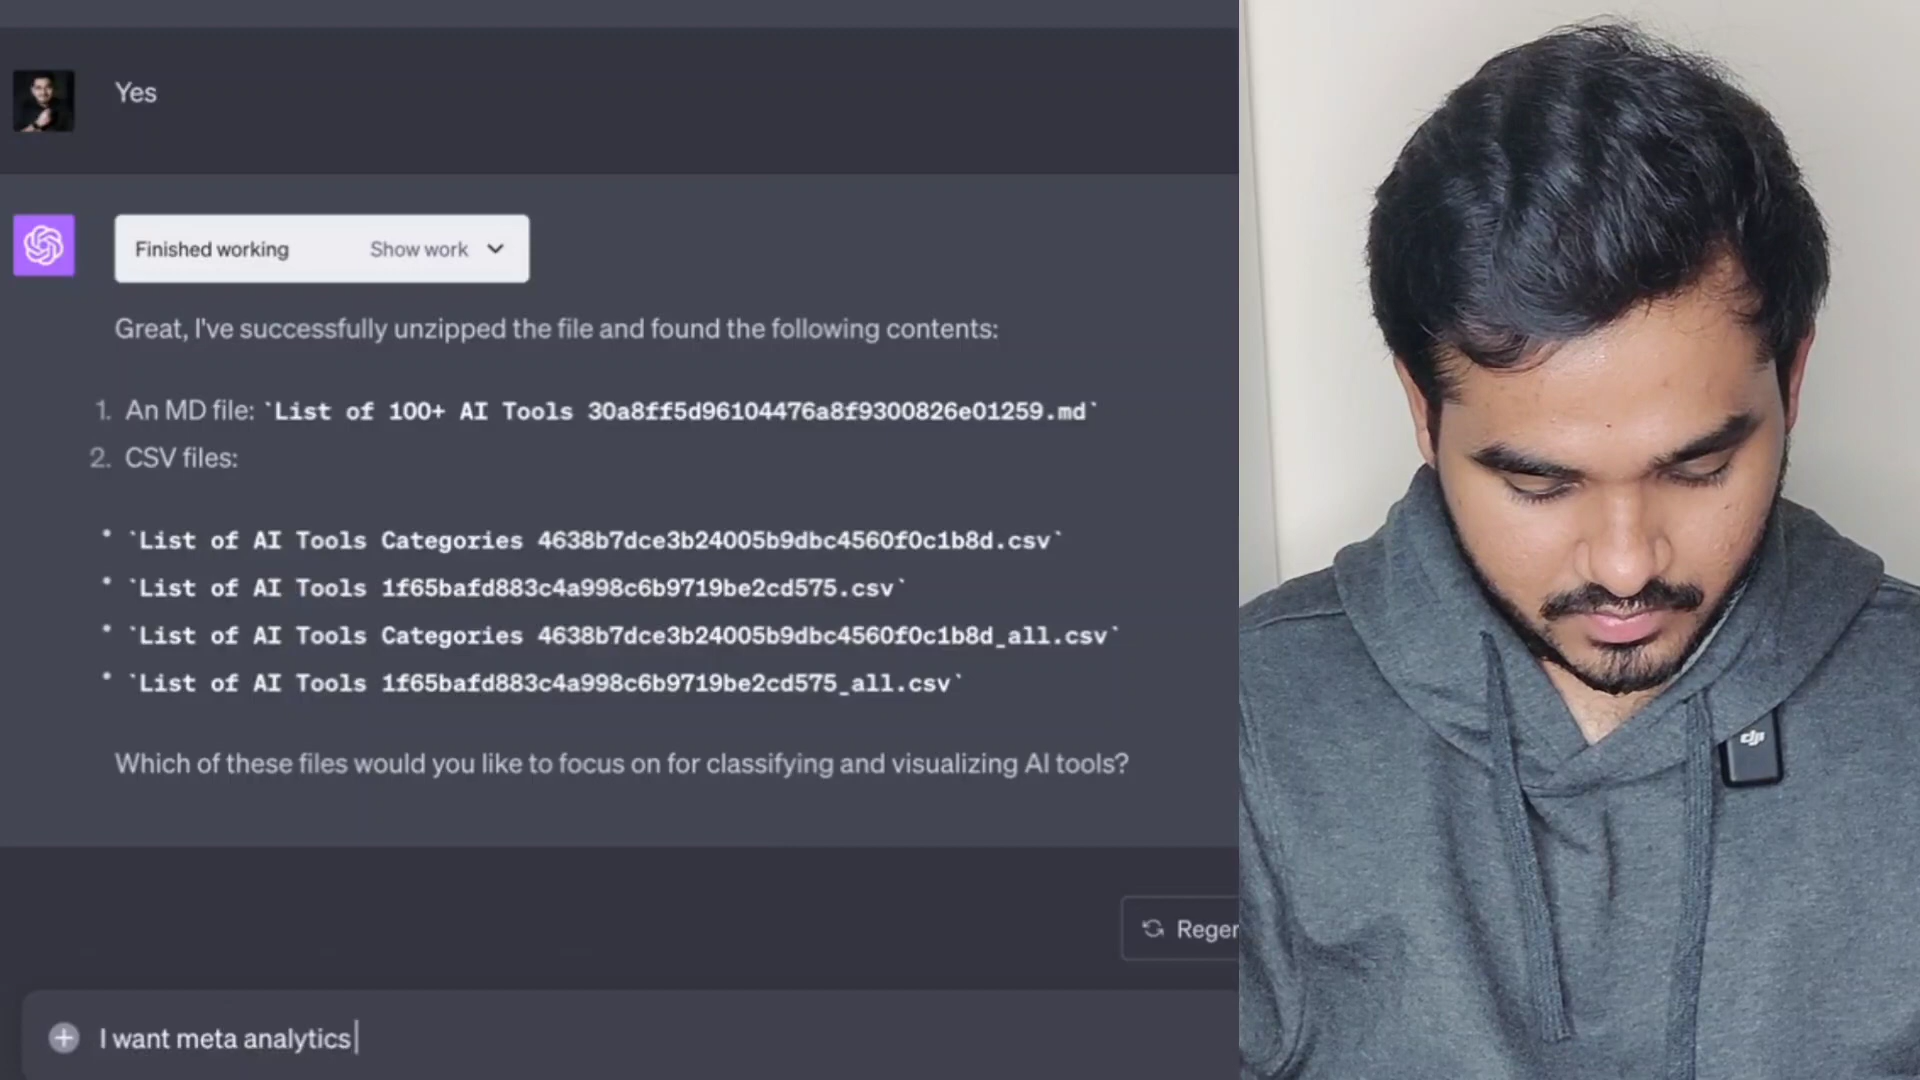 Yes
Finished working Show work
Great, I've successfully unzipped the file and found the following contents:
1. An MD file: `List of 100+ AI Tools 30a8ff5d96104476a8f9300826e01259.md`
2. CSV files:
• `List of AI Tools Categories 4638b7dce3b24005b9dbc4560f0c1b8d.csv`
• `List of AI Tools 1f65bafd883c4a998c6b9719be2cd575.csv`
• `List of AI Tools Categories 4638b7dce3b24005b9dbc4560f0c1b8d_all.csv`
• `List of AI Tools 1f65bafd883c4a998c6b9719be2cd575_all.csv`
Which of these files would you like to focus on for classifying and visualizing AI tools?
Regen
I want meta analytics
dji